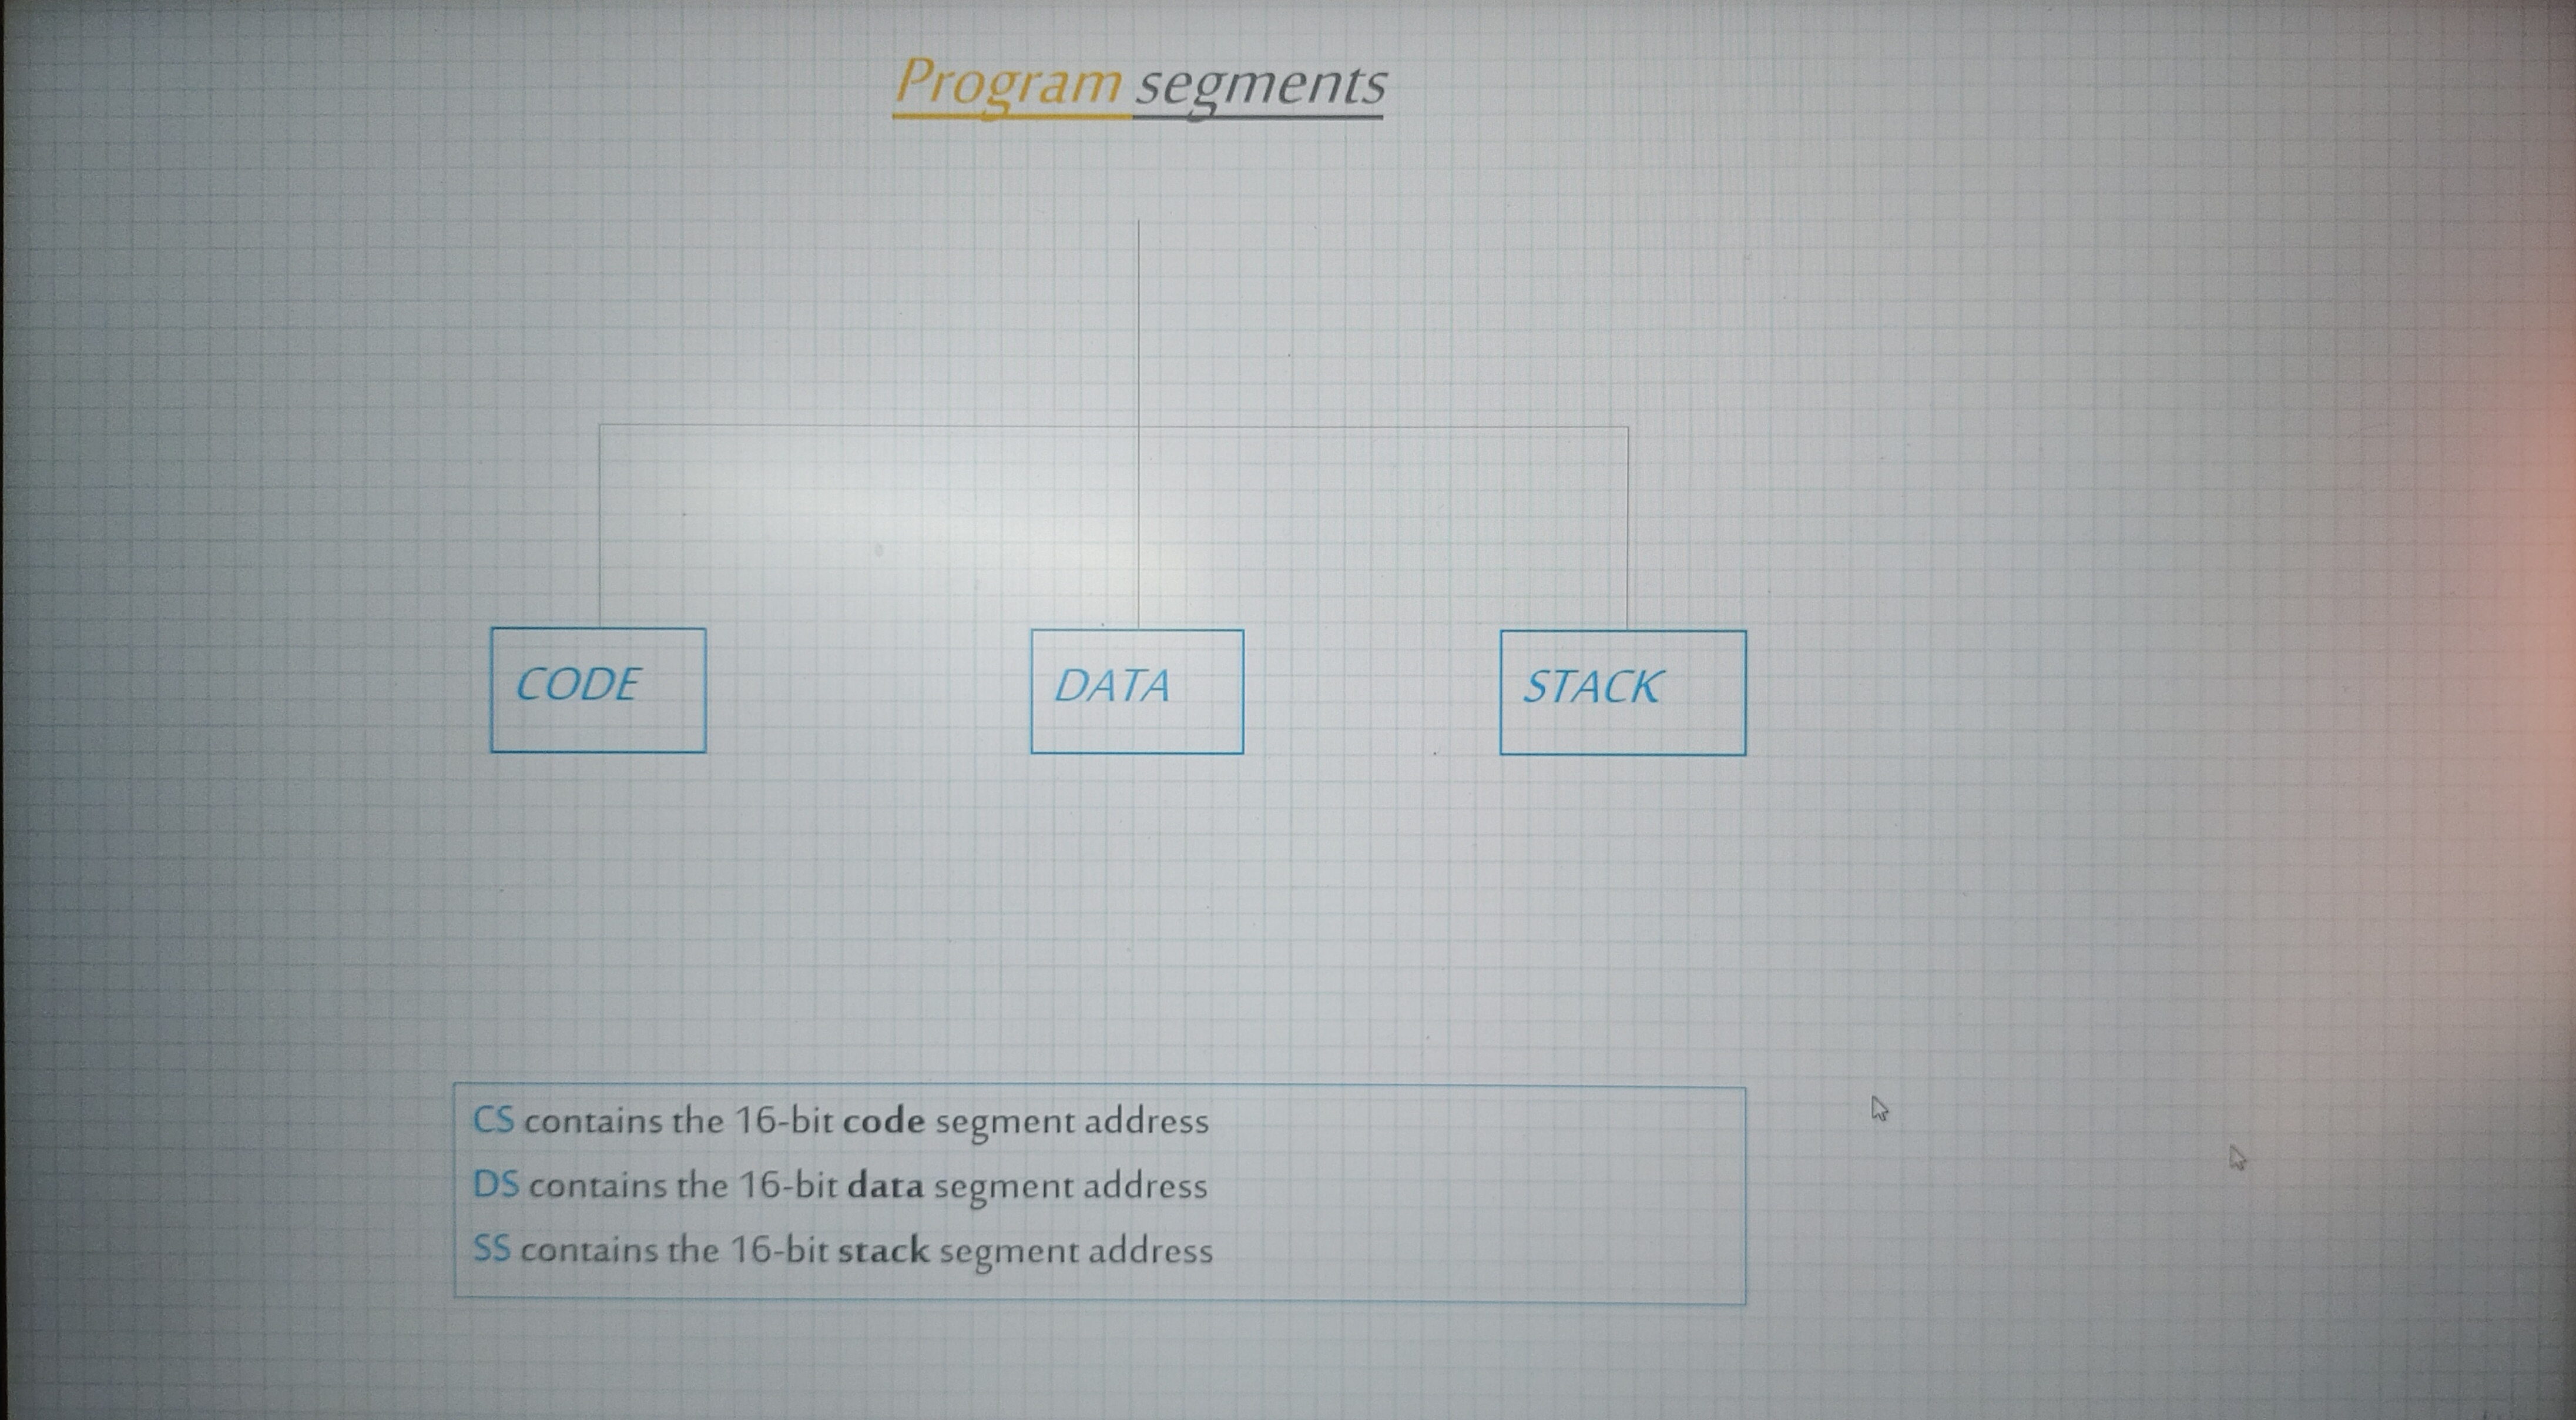 Program segments
CODE
DATA
STACK
CS contains the 16-bit code segment address
DS contains the 16-bit data segment address
SS contains the 16-bit stack segment address